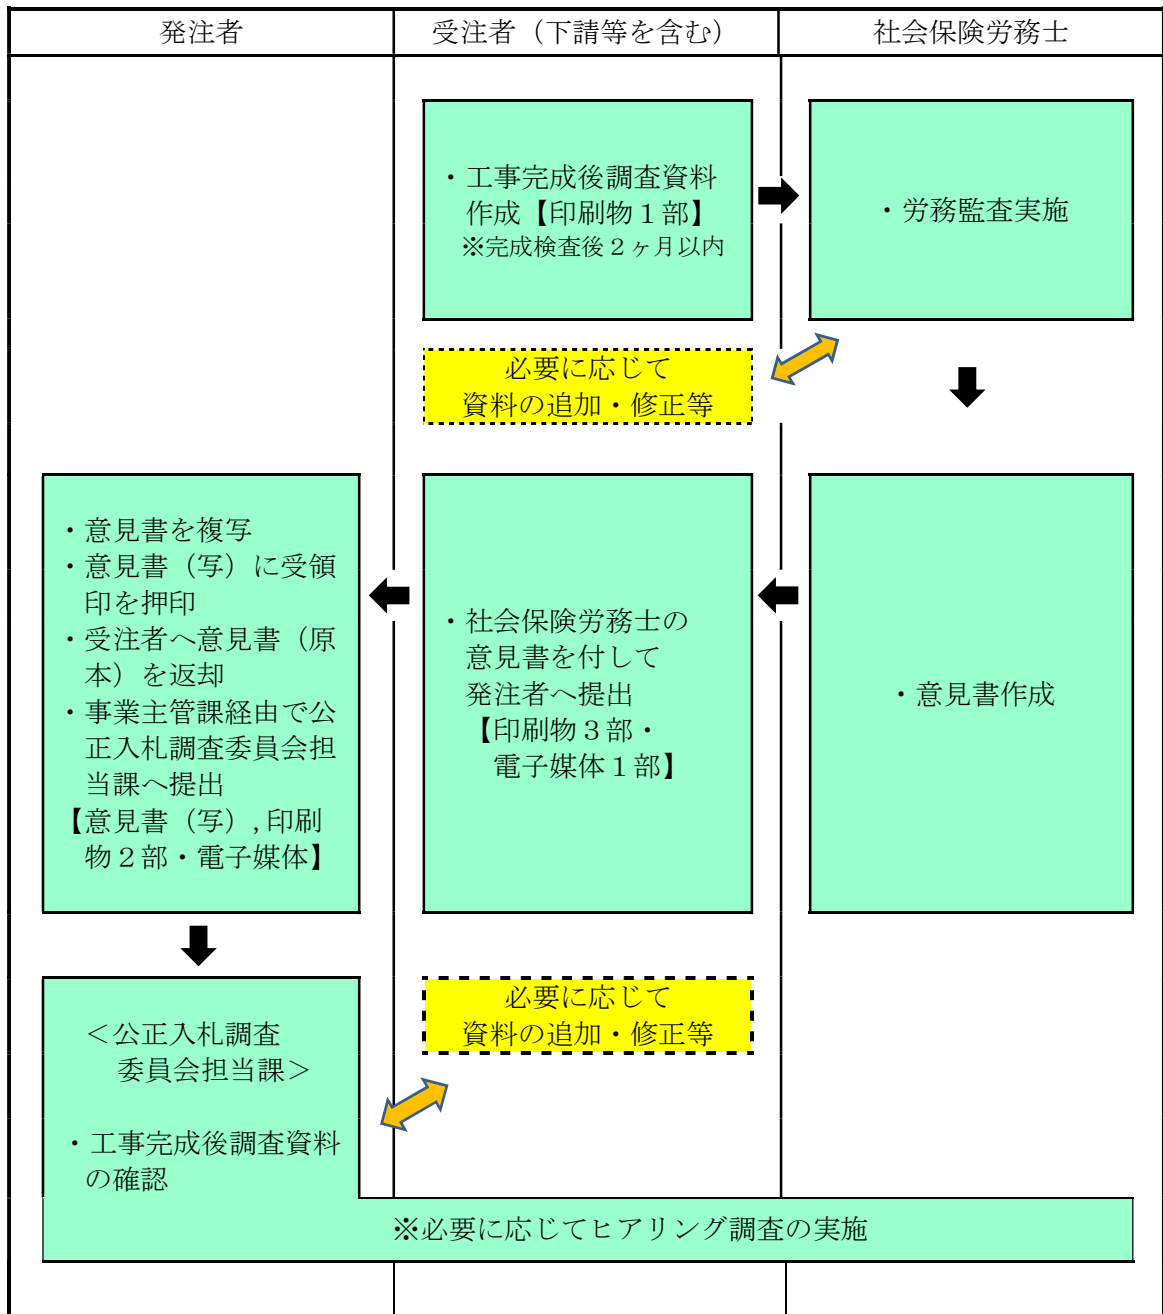 発注者
受注者（下請等を含む）
社会保険労務士
・工事完成後調査資料
作成【印刷物１部】
※完成検査後２ヶ月以内
・労務監査実施
必要に応じて
資料の追加・修正等
・意見書を複写
・意見書（写）に受領
印を押印
・受注者へ意見書（原
本）を返却
・事業主管課経由で公
正入札調査委員会担
当課へ提出
【意見書（写）,印刷
物２部・電子媒体】
・社会保険労務士の
意見書を付して
発注者へ提出
【印刷物３部・
電子媒体１部】
・意見書作成
必要に応じて
資料の追加・修正等
＜公正入札調査
委員会担当課＞
・工事完成後調査資料
の確認
※必要に応じてヒアリング調査の実施